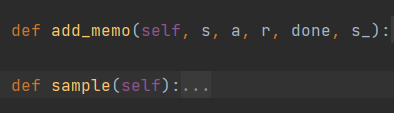 def add_memo(self, s, a, r, done, s_):
def sample(self):...